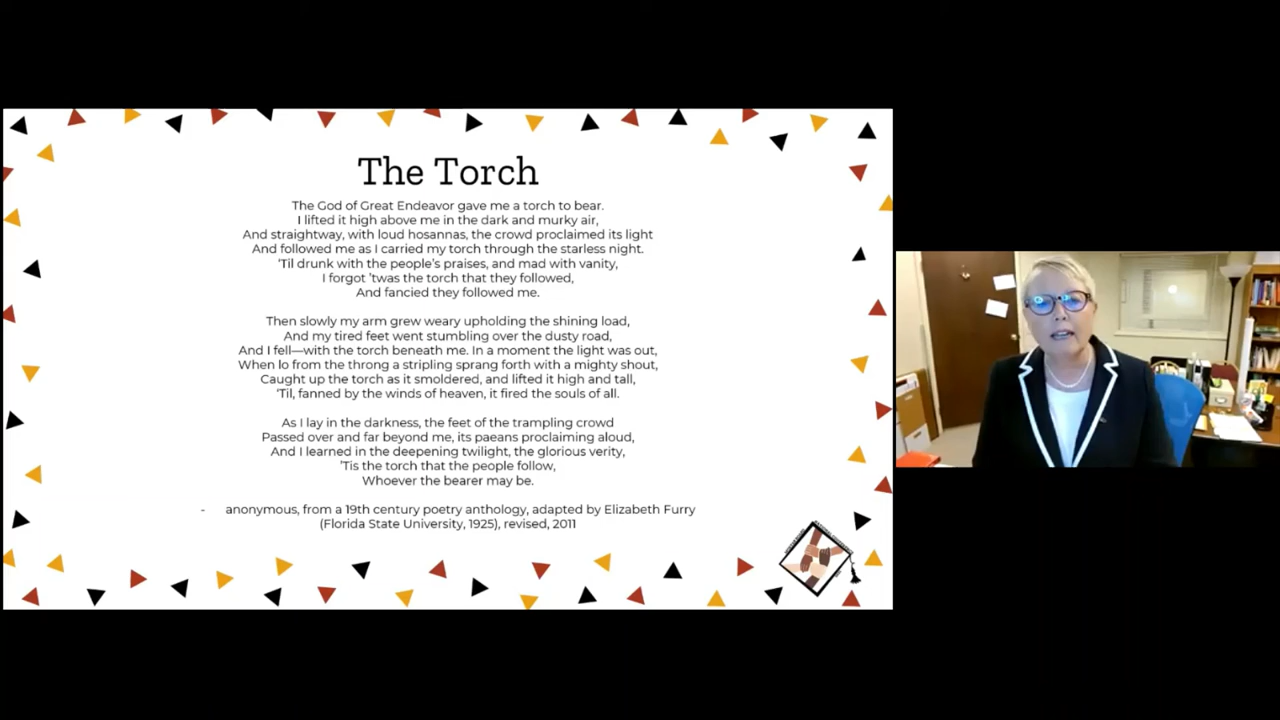 The Torch
The God of Great Endeavor gave me a torch to bear.
I lifted it high above me in the dark and murky air,
And straightway, with loud hosannas, the crowd proclaimed its light
And followed me as I carried my torch through the starless night.
‘Til drunk with the people’s praises, and mad with vanity,
I forgot ’twas the torch that they followed,
And fancied they followed me.
Then slowly my arm grew weary upholding the shining load,
And my tired feet went stumbling over the dusty road,
And I fell—with the torch beneath me. In a moment the light was out,
When lo from the throng a stripling sprang forth with a mighty shout,
Caught up the torch as it smoldered, and lifted it high and tall,
‘Til, fanned by the winds of heaven, it fired the souls of all.
As I lay in the darkness, the feet of the trampling crowd
Passed over and far beyond me, its paeans proclaiming aloud,
And I learned in the deepening twilight, the glorious verity,
’Tis the torch that the people follow,
Whoever the bearer may be.
- anonymous, from a 19th century poetry anthology, adapted by Elizabeth Furry
(Florida State University, 1925), revised, 2011